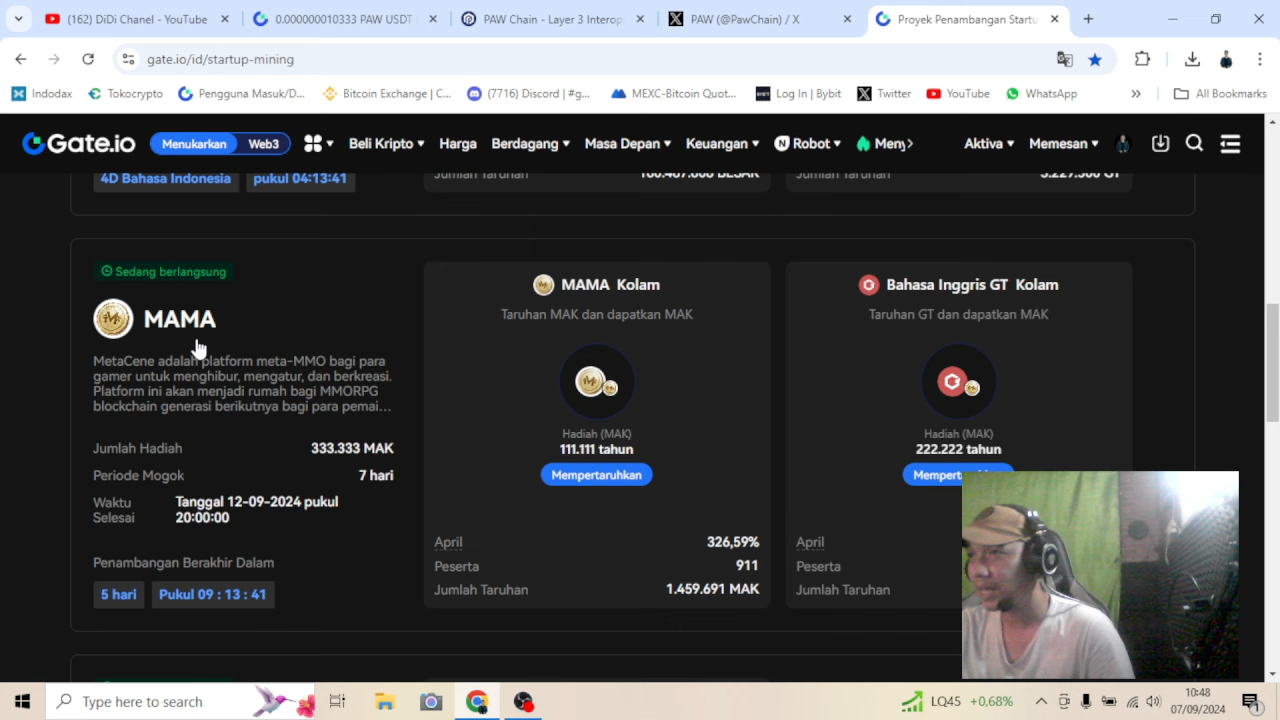 (162) DiDi Chanel - YouTube
0.000000010333 PAW USDT
PAW Chain - Layer 3 Interop
PAW (@PawChain) / X
Proyek Penambangan Startu
gate.io/id/startup-mining
Indodax
Tokocrypto
Pengguna Masuk/D...
Bitcoin Exchange | C...
(7716) Discord | #g...
MEXC-Bitcoin Quot...
Log In | Bybit
Twitter
YouTube
WhatsApp
All Bookmarks
Gate.io
Menukarkan
Web3
Beli Kripto
Harga
Berdagang
Masa Depan
Keuangan
Robot
Meny
Aktiva
Memesan
4D Bahasa Indonesia
pukul 04:13:41
Jumlah Taruhan
Jumlah Taruhan
Sedang berlangsung
MAMA
MetaCene adalah platform meta-MMO bagi para
gamer untuk menghibur, mengatur, dan berkreasi.
Platform ini akan menjadi rumah bagi MMORPG
blockchain generasi berikutnya bagi para pemai...
Jumlah Hadiah 333.333 MAK
Periode Mogok 7 hari
Waktu Selesai
Tanggal 12-09-2024 pukul
20:00:00
Penambangan Berakhir Dalam
5 hari
Pukul 09 : 13 : 41
MAMA Kolam
Taruhan MAK dan dapatkan MAK
Hadiah (MAK)
111.111 tahun
Mempertaruhkan
April 326,59%
Peserta 911
Jumlah Taruhan 1.459.691 MAK
Bahasa Inggris GT Kolam
Taruhan GT dan dapatkan MAK
Hadiah (MAK)
222.222 tahun
April
Peserta
Jumlah Taruhan
Type here to search
LQ45 +0,68%
10:48
07/09/2024
1